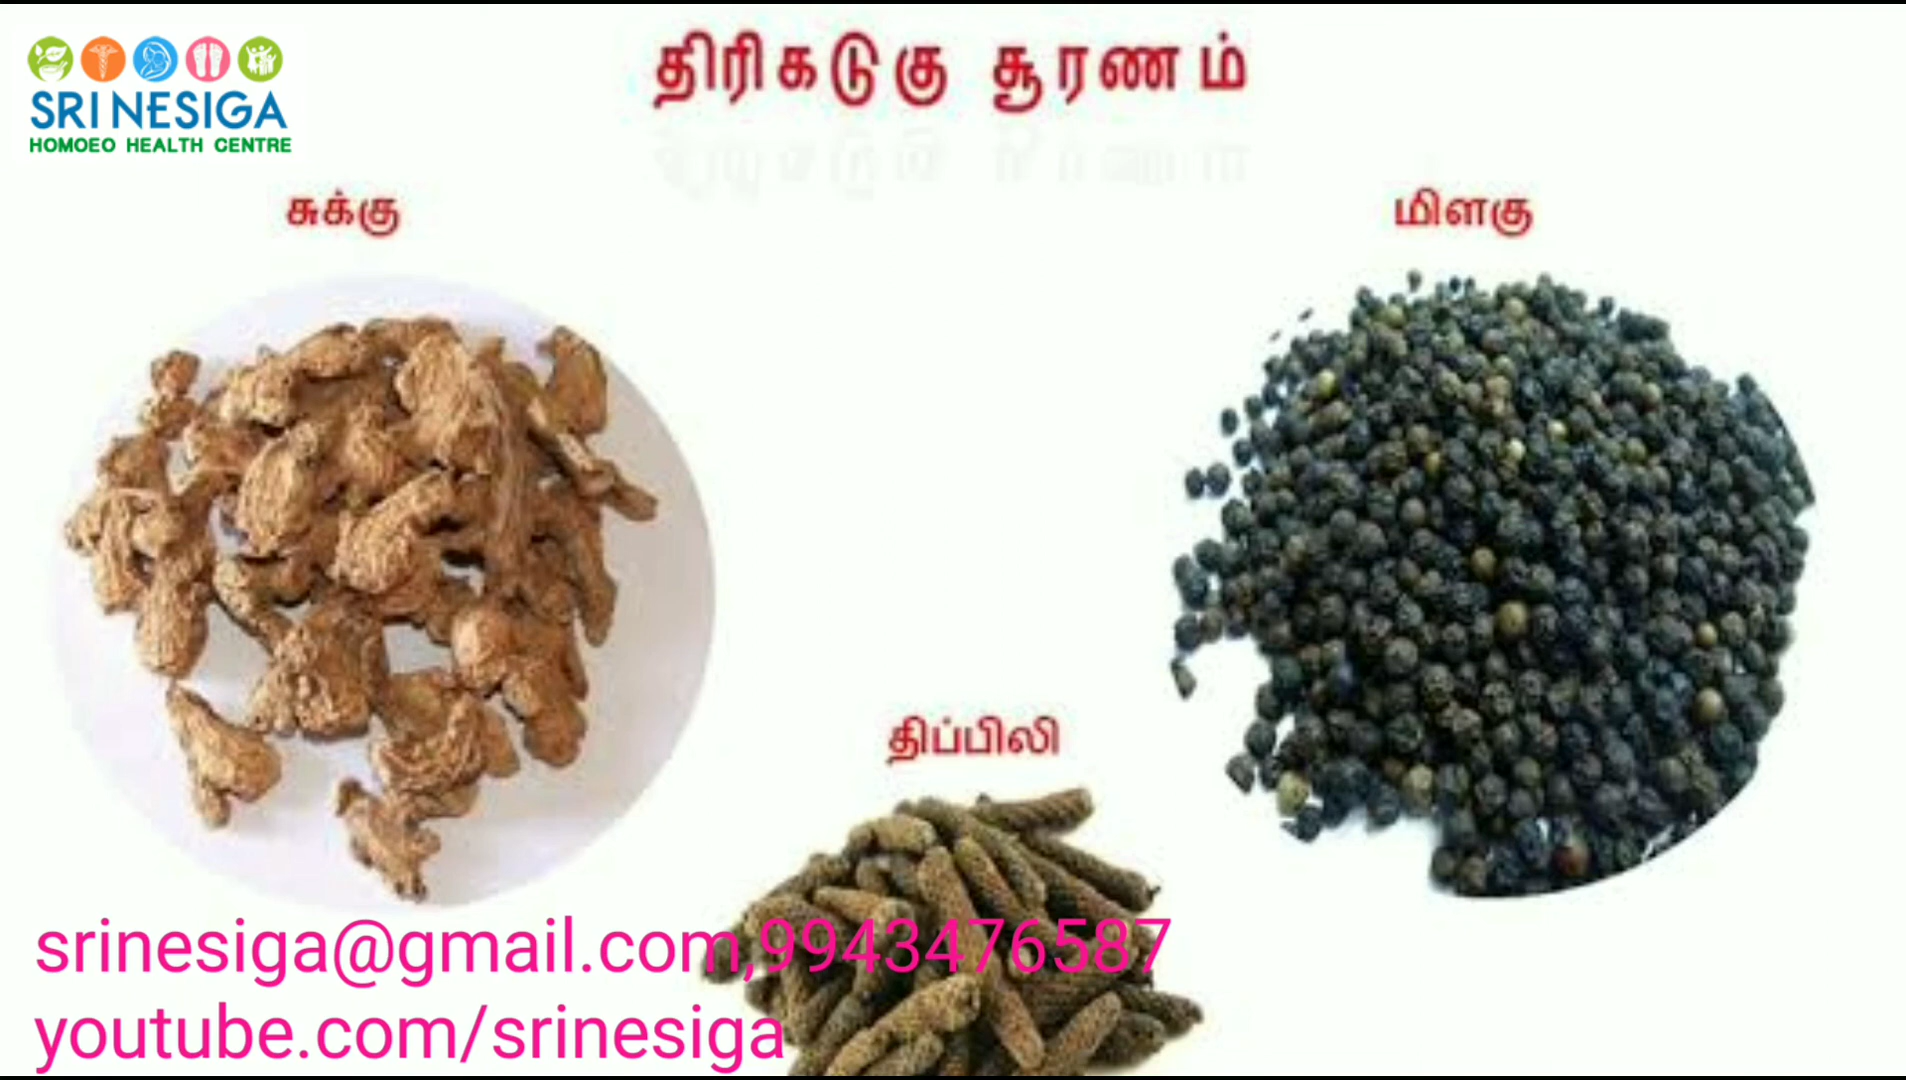 திரிகடுகு சூரணம்
SRI NESIGA
HOMOEO HEALTH CENTRE
சுக்கு
மிளகு
திப்பிலி
srinesiga@gmail.com,9943476587
youtube.com/srinesiga